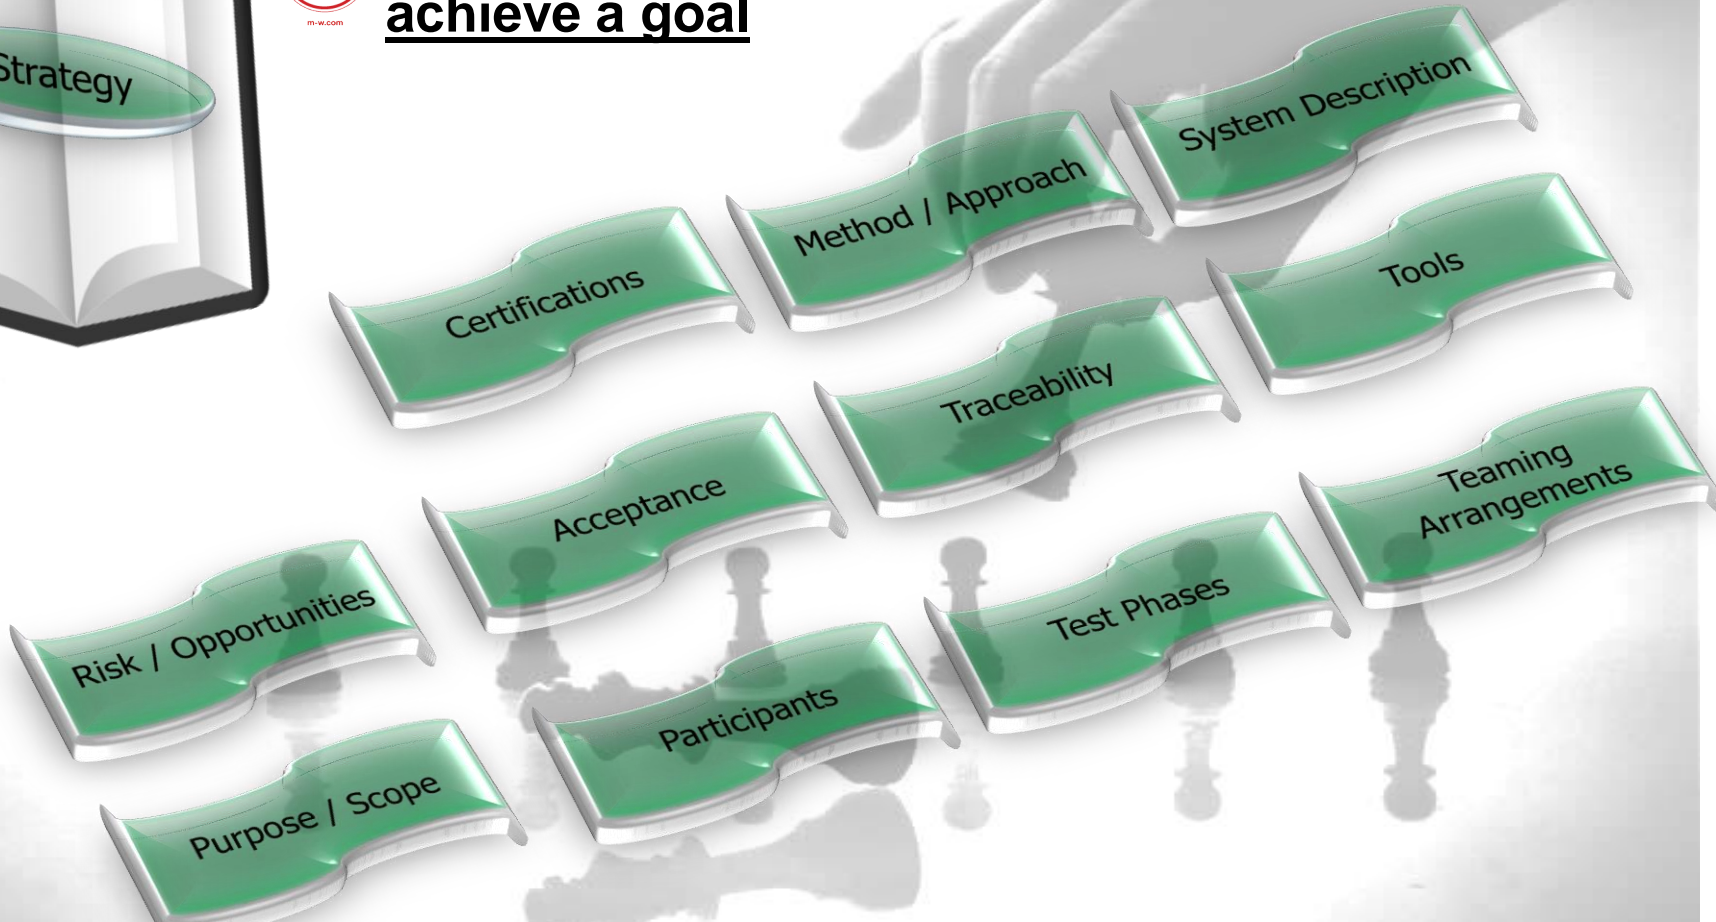 m-w.com
achieve a goal
Strategy
System Description
Method / Approach
Certifications
Tools
Traceability
Acceptance
Teaming
Arrangements
Test Phases
Risk / Opportunities
Participants
Purpose / Scope